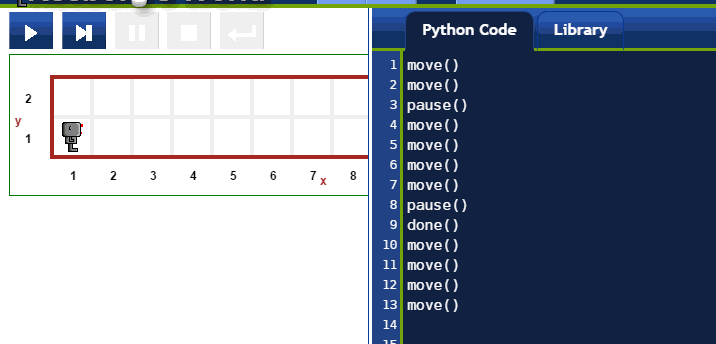 Python Code
Library
2
y
1
1 2 3 4 5 6 7 8
x
1 move()
2 move()
3 pause()
4 move()
5 move()
6 move()
7 move()
8 pause()
9 done()
10 move()
11 move()
12 move()
13 move()
14
15